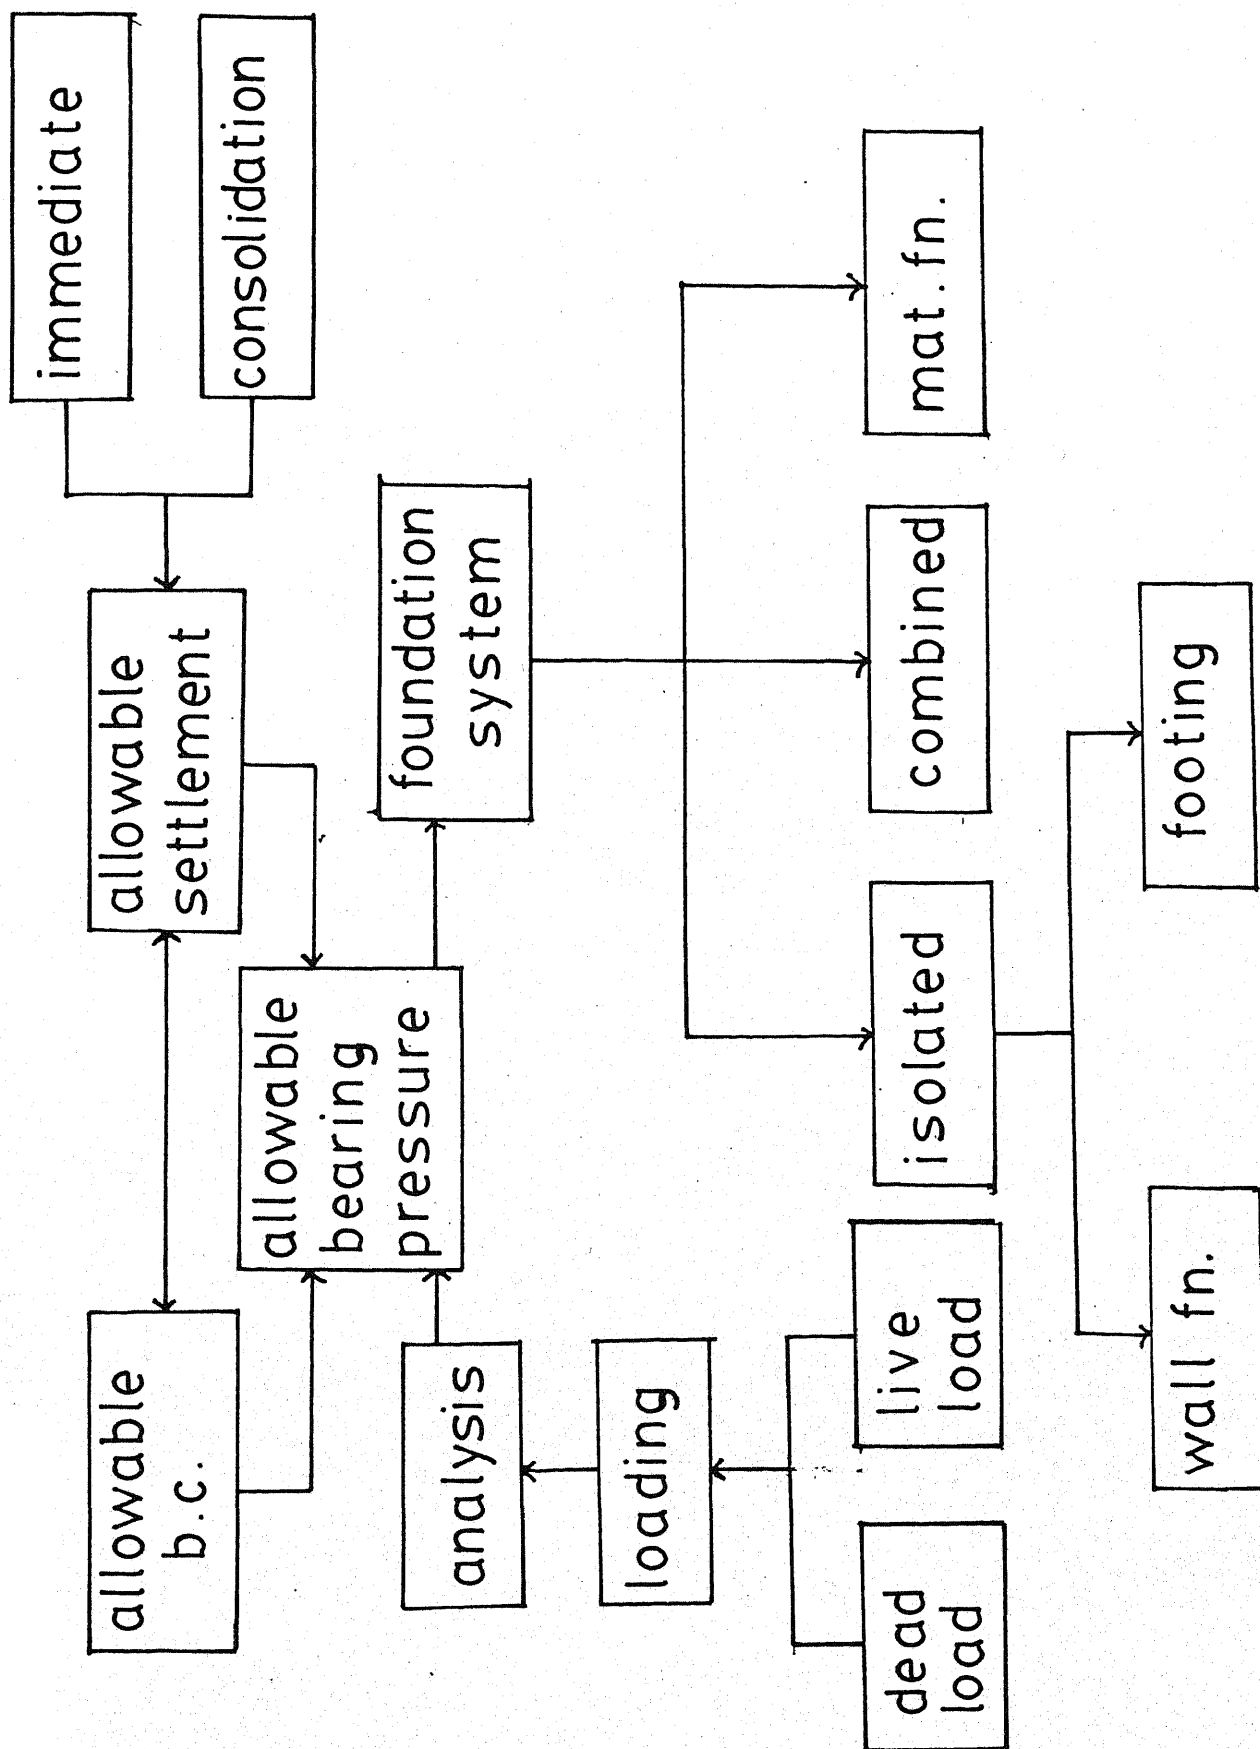 immediate
consolidation
allowable
settlement
allowable
b.c.
allowable
bearing
pressure
foundation
system
analysis
loading
dead
load
live
load
isolated
combined
mat.fn.
wall fn.
footing